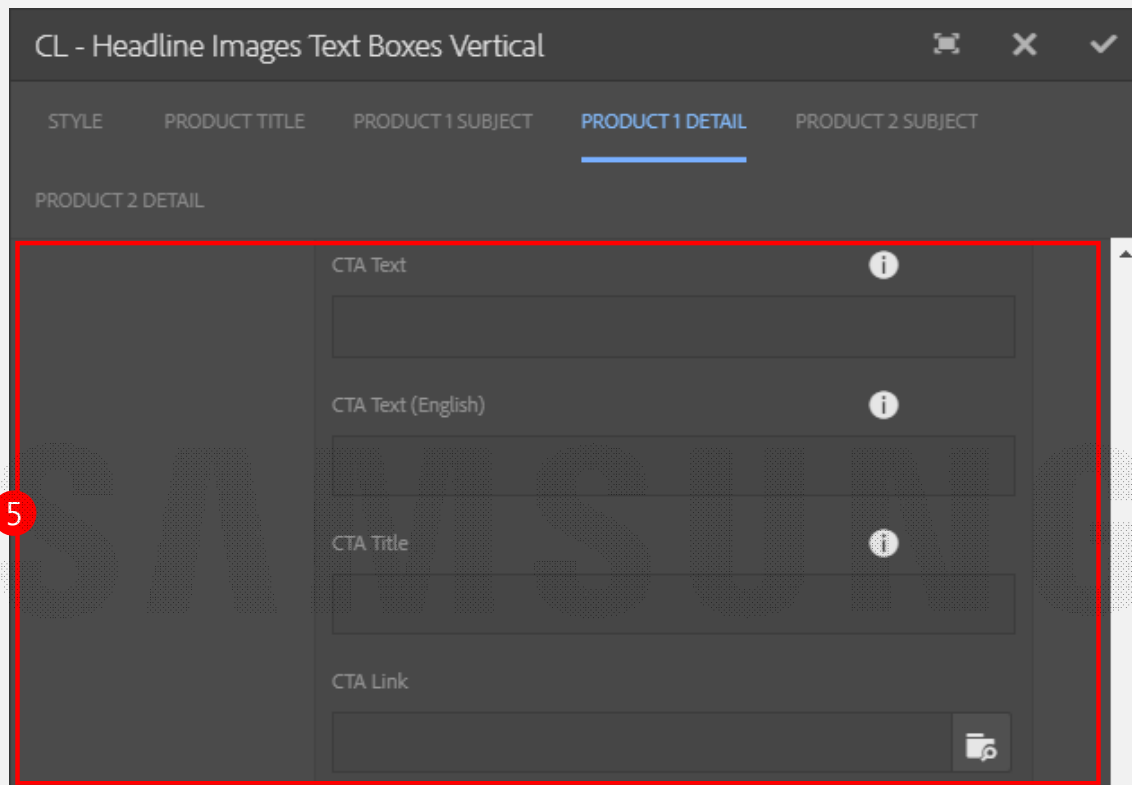 CL - Headline Images Text Boxes Vertical
STYLE PRODUCT TITLE PRODUCT 1 SUBJECT PRODUCT 1 DETAIL PRODUCT 2 SUBJECT
PRODUCT 2 DETAIL
CTA Text
CTA Text (English)
SAMSUNG
5
CTA Title
CTA Link